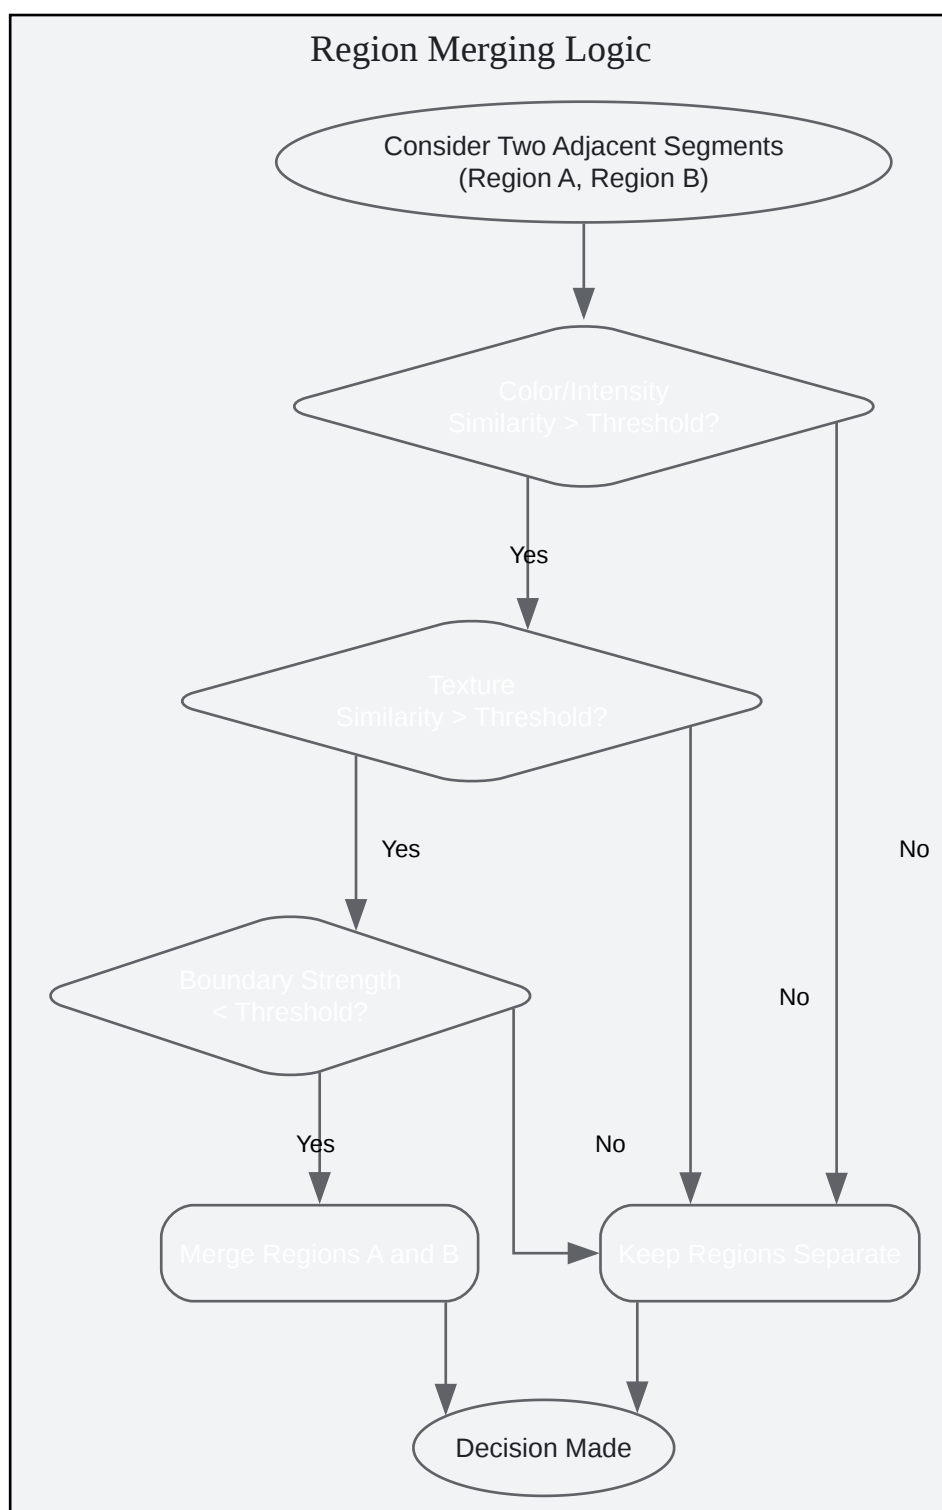 Region Merging Logic
Consider Two Adjacent Segments
(Region A, Region B)
Color/Intensity
Similarity > Threshold?
Yes
Texture
Similarity > Threshold?
Yes
No
Boundary Strength
< Threshold?
No
Yes
No
Merge Regions A and B
Keep Regions Separate
Decision Made